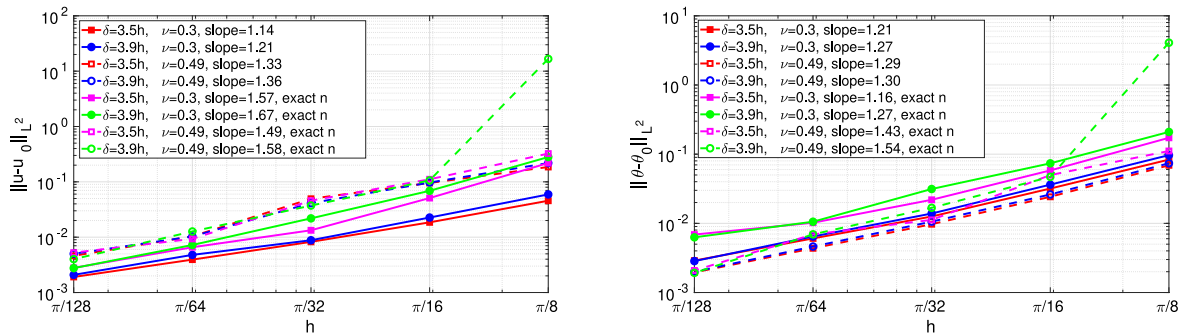 10^2
10^1
10^0
10^-1
10^-2
10^-3
||u-u_0||_L^2
δ=3.5h, ν=0.3, slope=1.14
δ=3.9h, ν=0.3, slope=1.21
δ=3.5h, ν=0.49, slope=1.33
δ=3.9h, ν=0.49, slope=1.36
δ=3.5h, ν=0.3, slope=1.57, exact n
δ=3.9h, ν=0.3, slope=1.67, exact n
δ=3.5h, ν=0.49, slope=1.49, exact n
δ=3.9h, ν=0.49, slope=1.58, exact n
π/128 π/64 π/32 π/16 π/8
h
10^1
10^0
10^-1
10^-2
10^-3
||θ-θ_0||_L^2
δ=3.5h, ν=0.3, slope=1.21
δ=3.9h, ν=0.3, slope=1.27
δ=3.5h, ν=0.49, slope=1.29
δ=3.9h, ν=0.49, slope=1.30
δ=3.5h, ν=0.3, slope=1.16, exact n
δ=3.9h, ν=0.3, slope=1.27, exact n
δ=3.5h, ν=0.49, slope=1.43, exact n
δ=3.9h, ν=0.49, slope=1.54, exact n
π/128 π/64 π/32 π/16 π/8
h